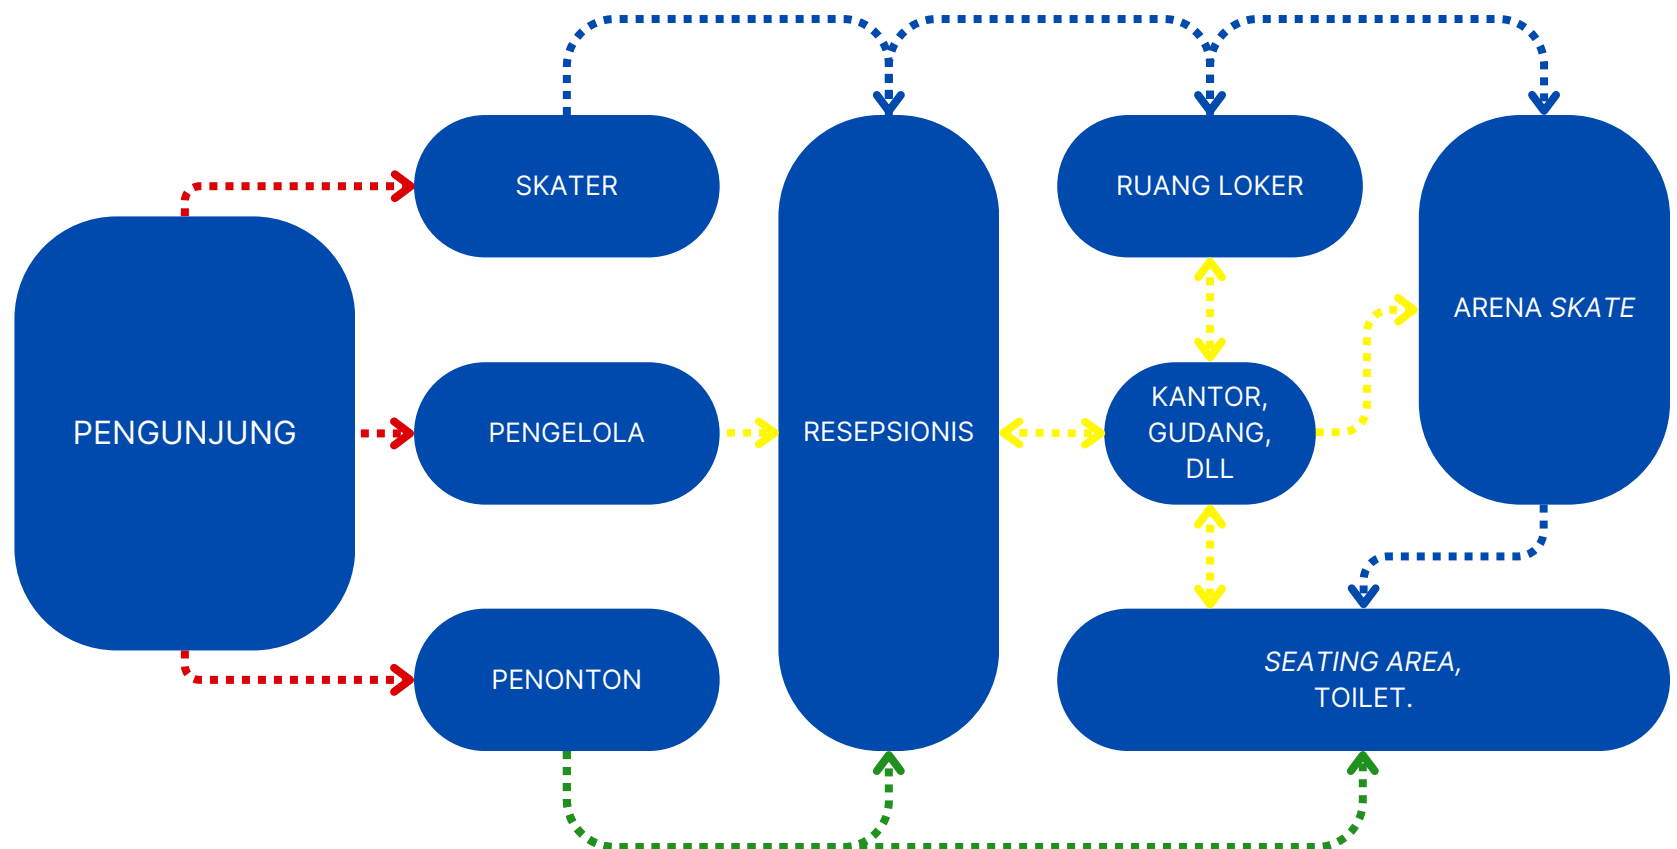 SKATER
RUANG LOKER
ARENA SKATE
PENGUNJUNG
PENGELOLA
RESEPSIONIS
KANTOR,
GUDANG,
DLL
PENONTON
SEATING AREA,
TOILET.